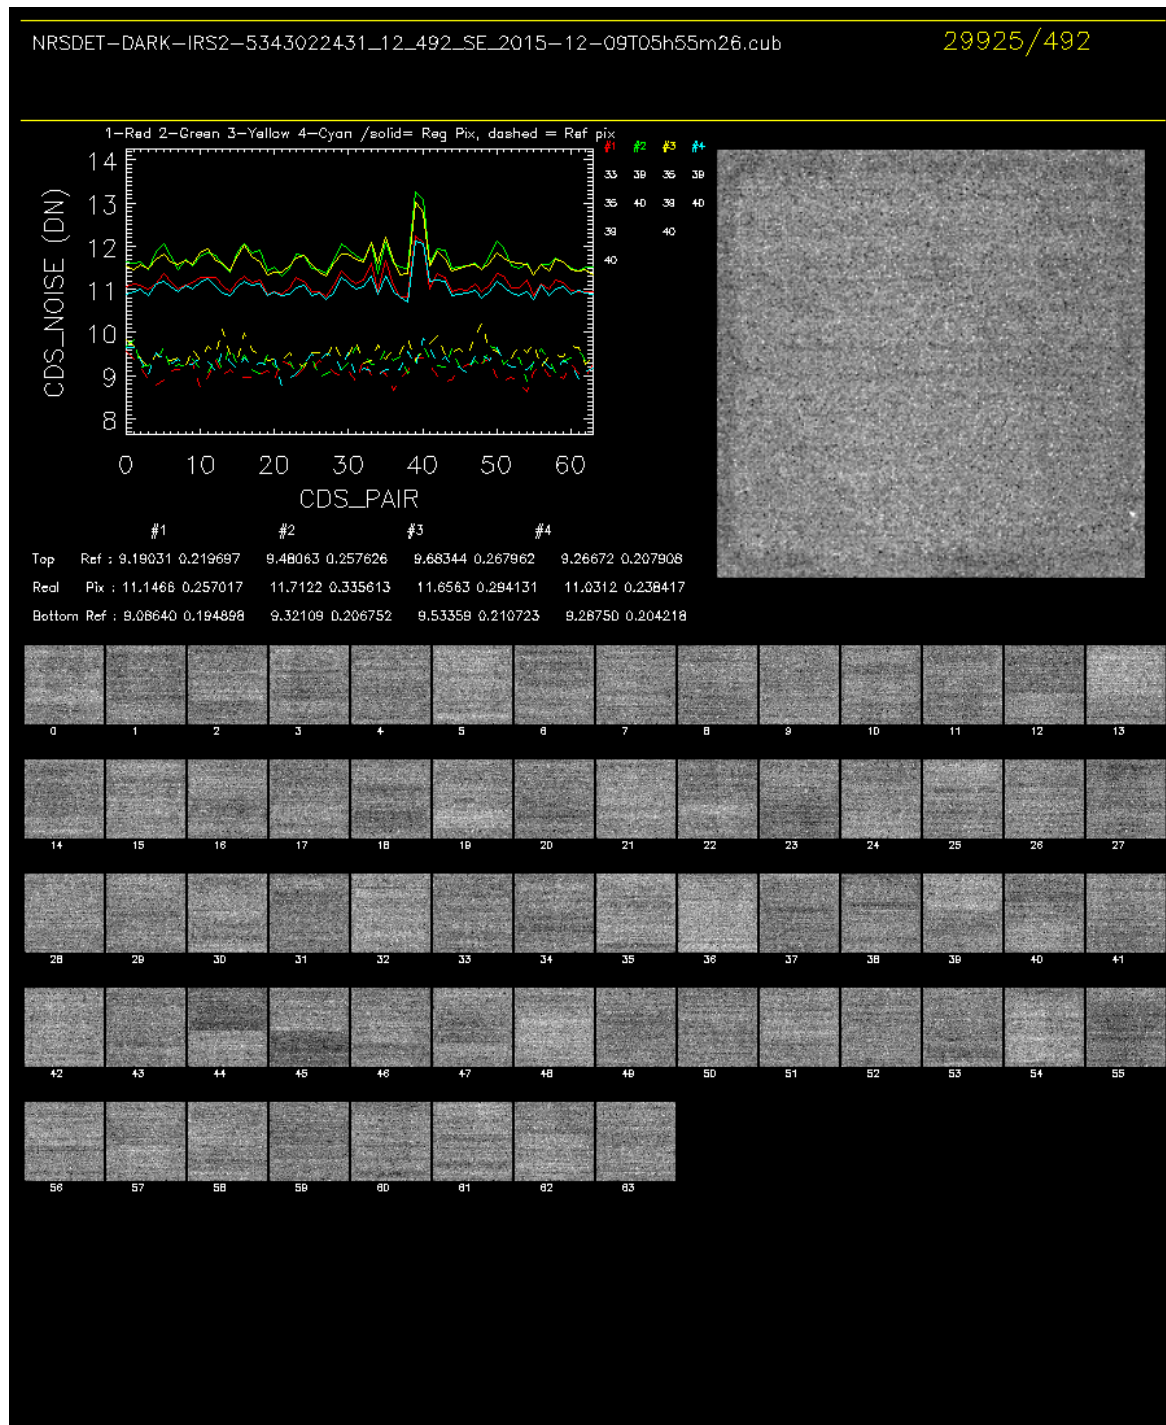 NRSDET-DARK-IRS2-5343022431_12_492_SE_2015-12-09T05h55m26.cub 29925/492
1-Red 2-Green 3-Yellow 4-Cyan /solid= Reg Pix, dashed = Ref pix
#1 #2 #3 #4
33 39 35 39
35 40 39 40
39 40
40
14
13
12
11
10
9
8
CDS_NOISE (DN)
0 10 20 30 40 50 60
CDS_PAIR
#1 #2 #3 #4
Top Ref : 9.19031 0.219697 9.48063 0.257626 9.68344 0.267962 9.26672 0.207908
Real Pix : 11.1466 0.257017 11.7122 0.335613 11.6563 0.294131 11.0312 0.238417
Bottom Ref : 9.06640 0.194898 9.32109 0.206752 9.53359 0.210723 9.28750 0.204218
0 1 2 3 4 5 6 7 8 9 10 11 12 13
14 15 16 17 18 19 20 21 22 23 24 25 26 27
28 29 30 31 32 33 34 35 36 37 38 39 40 41
42 43 44 45 46 47 48 49 50 51 52 53 54 55
56 57 58 59 60 61 62 63